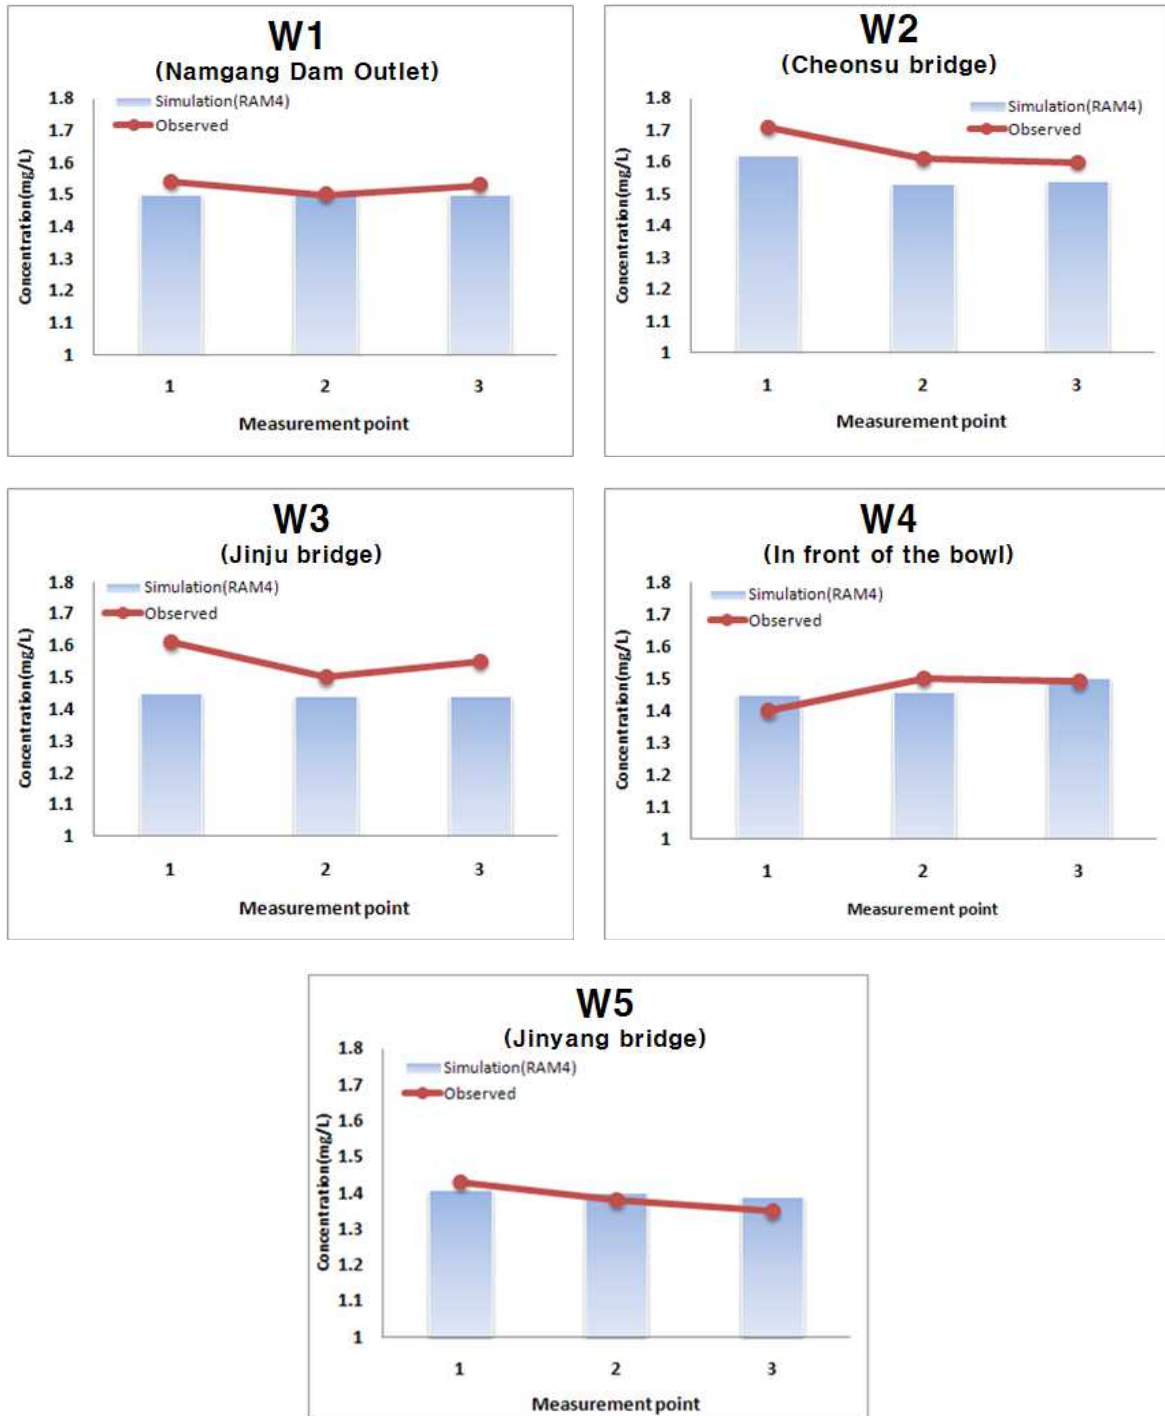 W1
(Namgang Dam Outlet)
Simulation(RAM4)
Observed
Concentration(mg/L)
1.8
1.7
1.6
1.5
1.4
1.3
1.2
1.1
1
1 2 3
Measurement point
W2
(Cheonsu bridge)
Simulation(RAM4)
Observed
Concentration(mg/L)
1.8
1.7
1.6
1.5
1.4
1.3
1.2
1.1
1
1 2 3
Measurement point
W3
(Jinju bridge)
Simulation(RAM4)
Observed
Concentration(mg/L)
1.8
1.7
1.6
1.5
1.4
1.3
1.2
1.1
1
1 2 3
Measurement point
W4
(In front of the bowl)
Simulation(RAM4)
Observed
Concentration(mg/L)
1.8
1.7
1.6
1.5
1.4
1.3
1.2
1.1
1
1 2 3
Measurement point
W5
(Jinyang bridge)
Simulation(RAM4)
Observed
Concentration(mg/L)
1.8
1.7
1.6
1.5
1.4
1.3
1.2
1.1
1
1 2 3
Measurement point